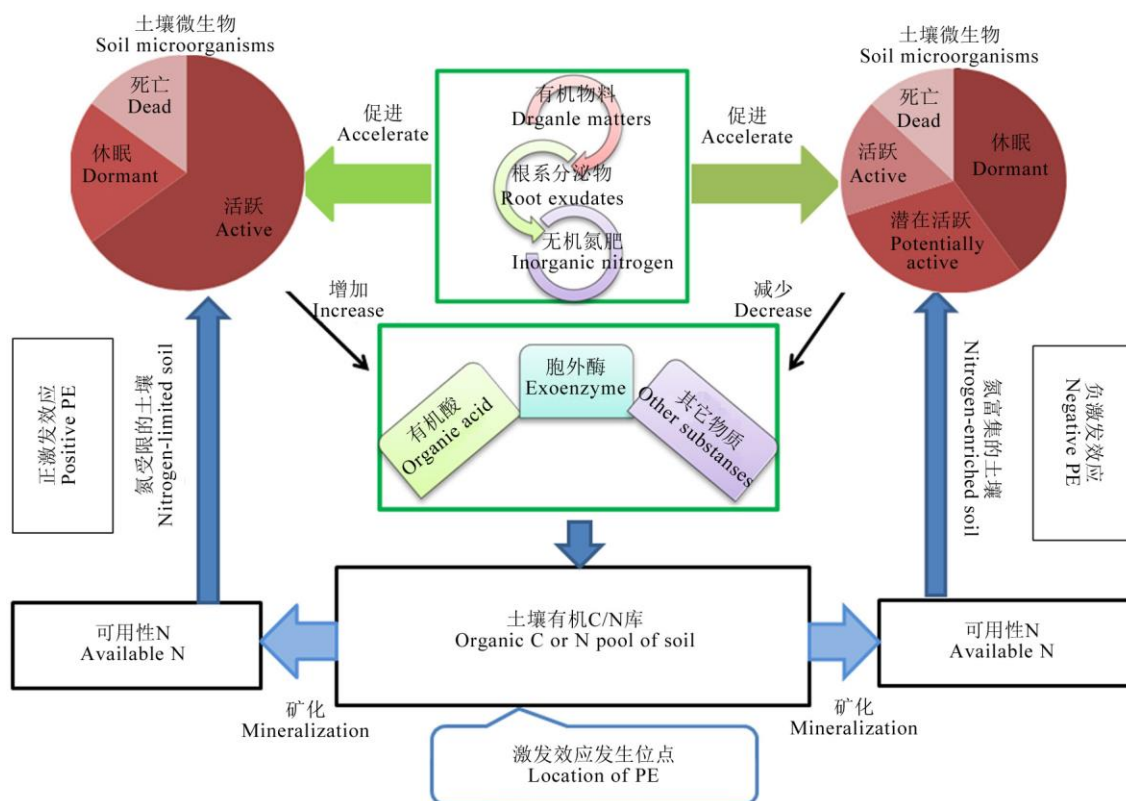 土壤微生物
Soil microorganisms
死亡
Dead
休眠
Dormant
活跃
Active
促进
Accelerate
有机物料
Drganle matters
根系分泌物
Root exudates
无机氮肥
Inorganic nitrogen
促进
Accelerate
土壤微生物
Soil microorganisms
死亡
Dead
活跃
Active
休眠
Dormant
潜在活跃
Potentially
active
增加
Increase
减少
Decrease
有机酸
Organic acid
胞外酶
Exoenzyme
其它物质
Other substanses
正激发效应
Positive PE
氮受限的土壤
Nitrogen-limited soil
氮富集的土壤
Nitrogen-enriched soil
负激发效应
Negative PE
可用性N
Available N
土壤有机C/N库
Organic C or N pool of soil
可用性N
Available N
矿化
Mineralization
矿化
Mineralization
激发效应发生位点
Location of PE